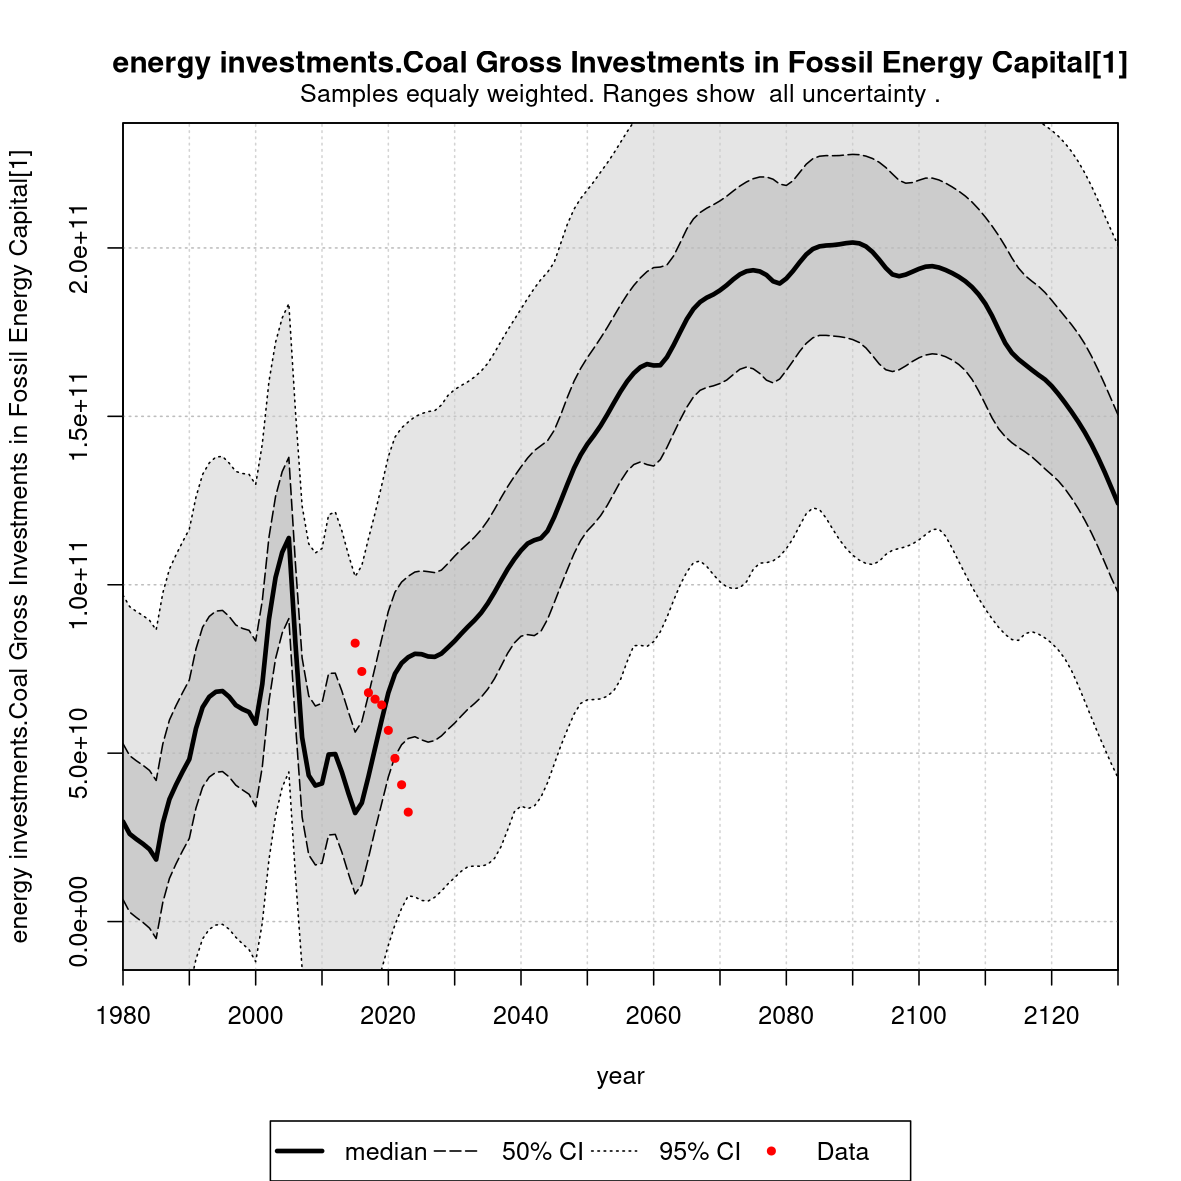 energy investments.Coal Gross Investments in Fossil Energy Capital[1]
Samples equaly weighted. Ranges show  all uncertainty .
energy investments.Coal Gross Investments in Fossil Energy Capital[1]
2.0e+11
1.5e+11
1.0e+11
5.0e+10
0.0e+00
1980 2000 2020 2040 2060 2080 2100 2120
year
median 50% CI 95% CI Data